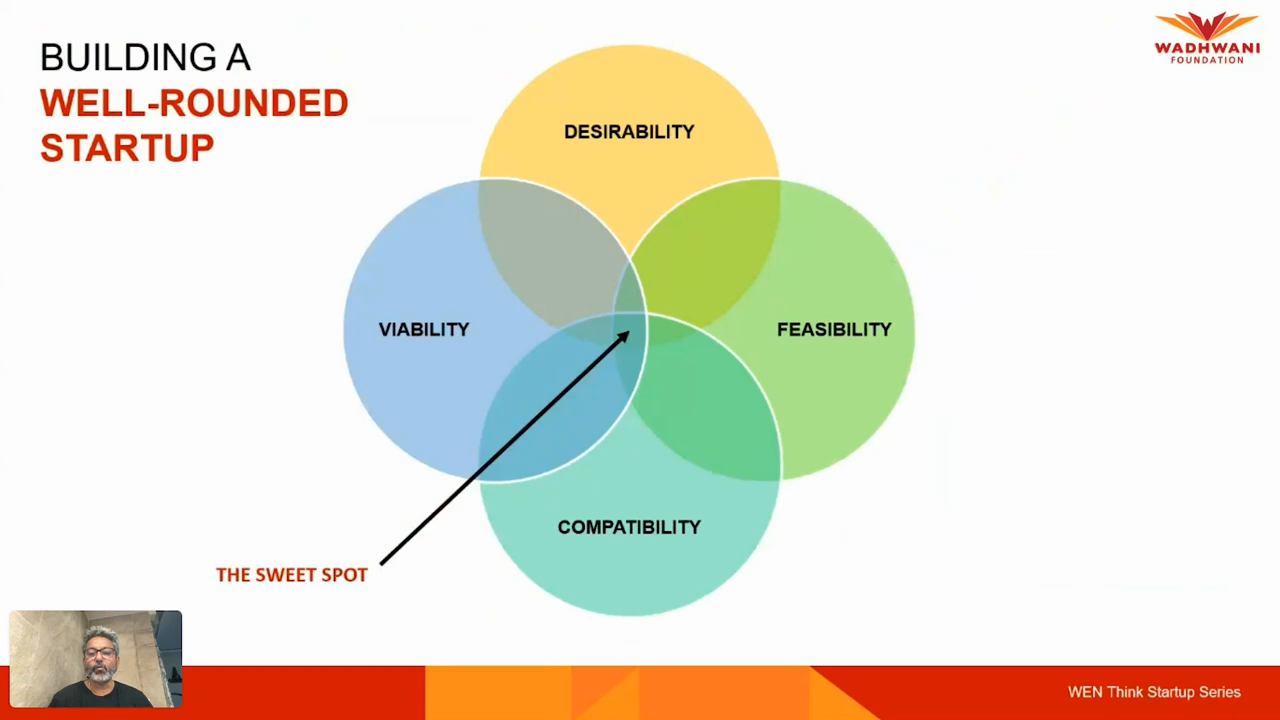 BUILDING A
WELL-ROUNDED
STARTUP
WADHWANI
FOUNDATION
DESIRABILITY
VIABILITY
FEASIBILITY
COMPATIBILITY
THE SWEET SPOT
WEN Think Startup Series